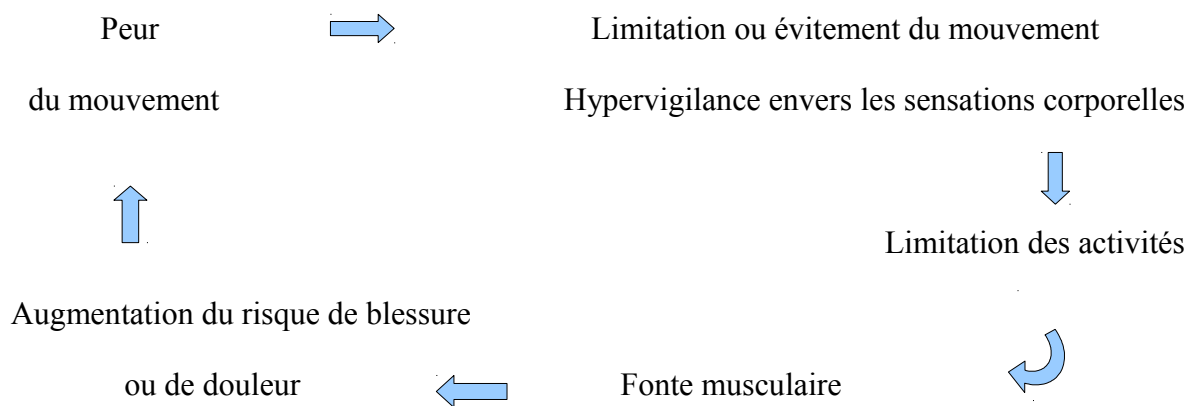 Peur
Limitation ou évitement du mouvement
du mouvement
Hypervigilance envers les sensations corporelles
Limitation des activités
Augmentation du risque de blessure
ou de douleur
Fonte musculaire